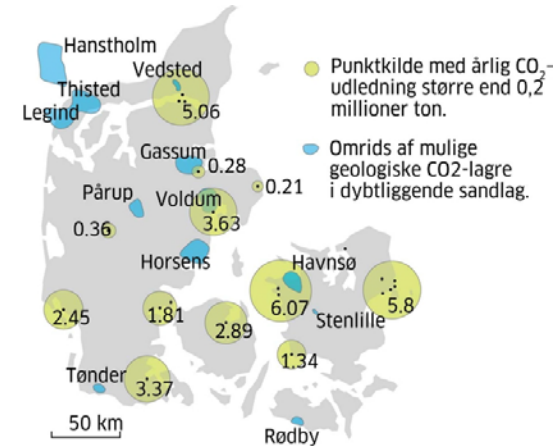 Hanstholm
Vedsted
Thisted
Legind
5.06
Gassum
0.28
0.21
Pårup
Voldum
0.36
3.63
Horsens
Havnsø
2.45
1.81
2.89
6.07
5.8
Stenlille
1.34
Tønder
3.37
50 km
Rødby
Punktkilde med årlig CO₂-
udledning større end 0,2
millioner ton.
Omrids af mulige
geologiske CO2-lagre
i dybtliggende sandlag.